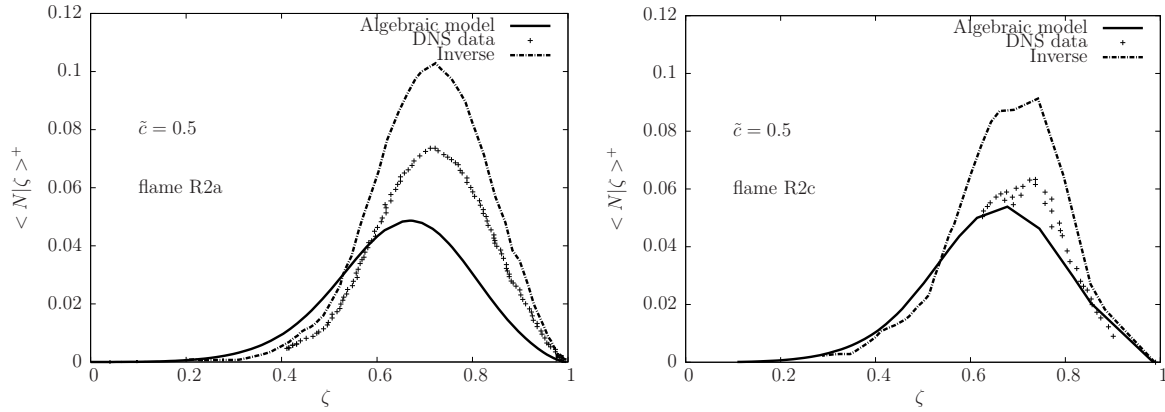 0.12
0.1
0.08
0.06
0.04
0.02
0
0
0.2
0.4
0.6
0.8
1
< N|ζ >+
ζ
Algebraic model
DNS data
Inverse
c̃ = 0.5
flame R2a
0.12
0.1
0.08
0.06
0.04
0.02
0
0
0.2
0.4
0.6
0.8
1
< N|ζ >+
ζ
Algebraic model
DNS data
Inverse
c̃ = 0.5
flame R2c